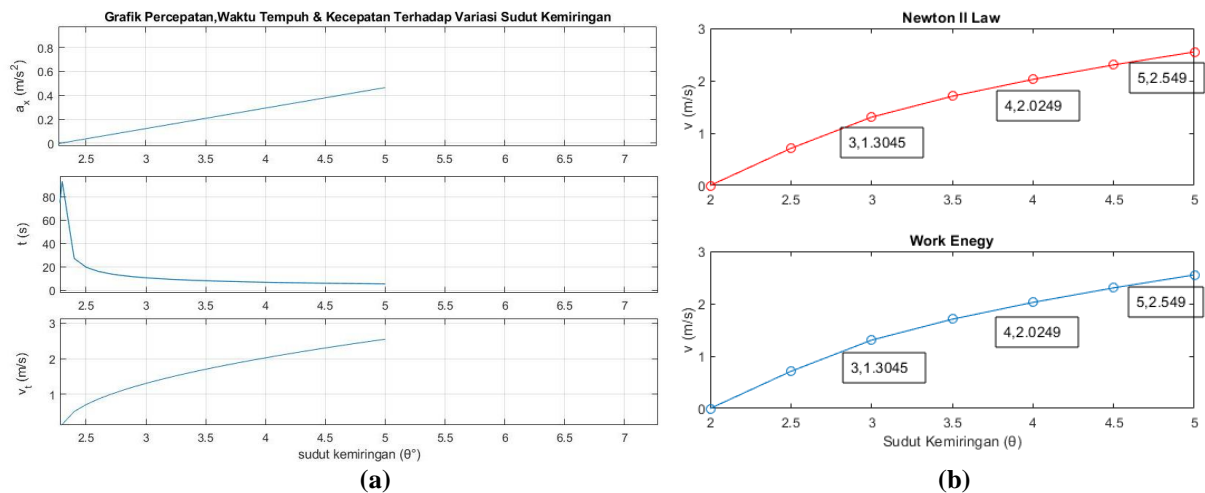 Grafik Percepatan,Waktu Tempuh & Kecepatan Terhadap Variasi Sudut Kemiringan
a_x (m/s²)
0.8
0.6
0.4
0.2
0
2.5 3 3.5 4 4.5 5 5.5 6 6.5 7
t (s)
80
60
40
20
0
2.5 3 3.5 4 4.5 5 5.5 6 6.5 7
v_t (m/s)
3
2
1
2.5 3 3.5 4 4.5 5 5.5 6 6.5 7
sudut kemiringan (θ°)
(a)
Newton II Law
v (m/s)
3
2
1
0
5,2.549
4,2.0249
3,1.3045
2 2.5 3 3.5 4 4.5 5
Work Enegy
v (m/s)
3
2
1
0
5,2.549
4,2.0249
3,1.3045
2 2.5 3 3.5 4 4.5 5
Sudut Kemiringan (θ)
(b)